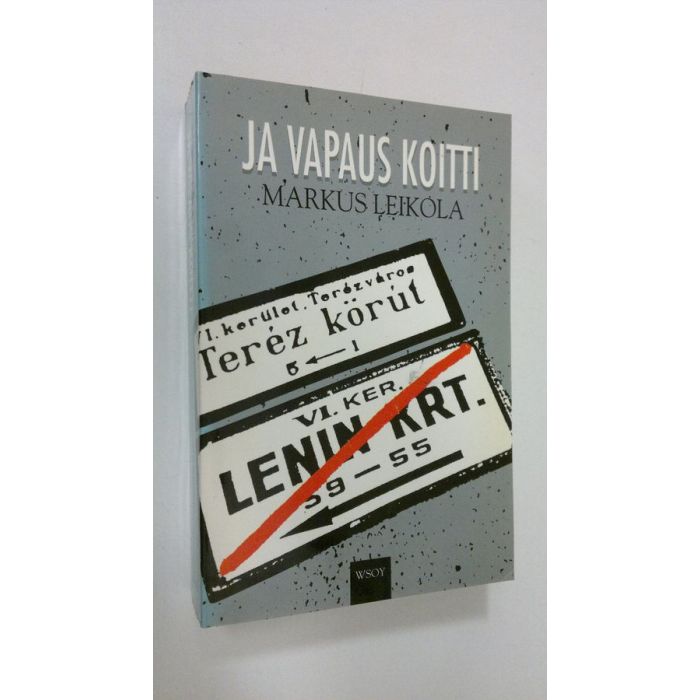 JA VAPAUS KOITTI
MARKUS LEIKOLA
VI. kerület. Terézváros
Teréz körút
5 1
VI. KER.
LENIN KRT.
59-55
WSOY